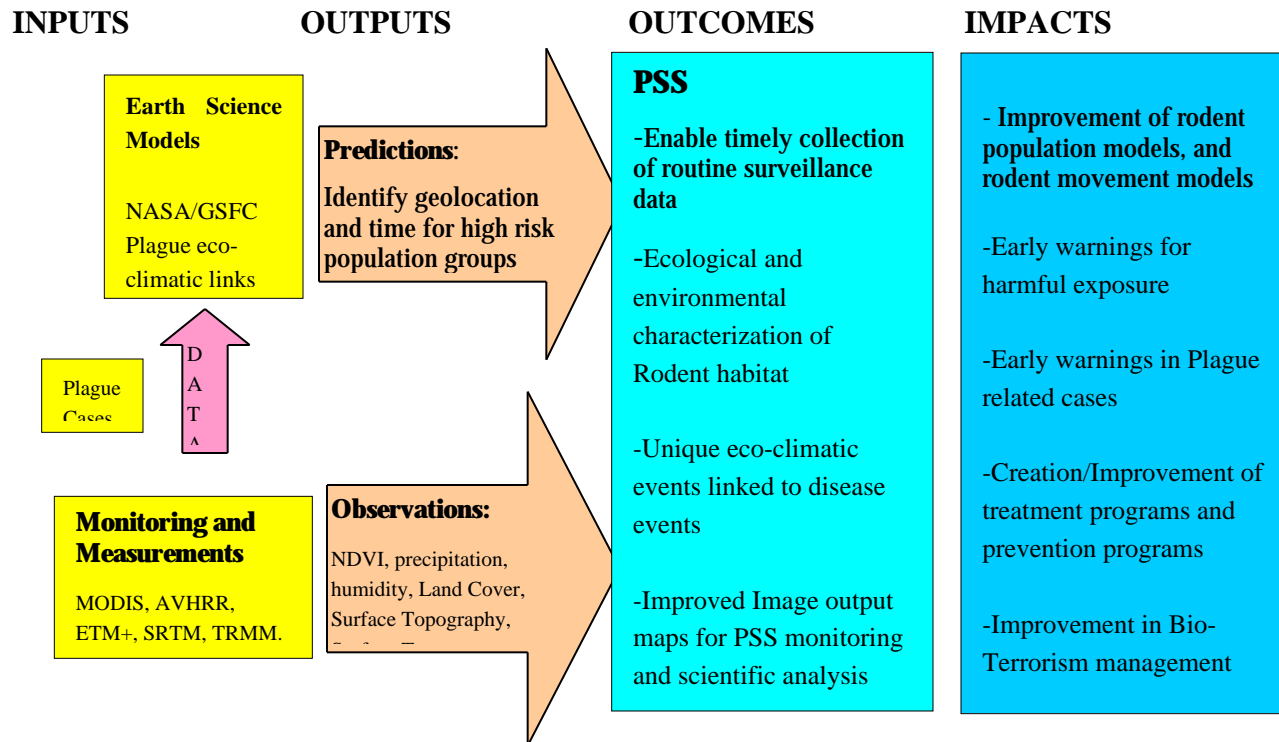 INPUTS
OUTPUTS
OUTCOMES
IMPACTS
Earth Science
Models
NASA/GSFC
Plague eco-
climatic links
Plague
Cases
D
A
T
A
Monitoring and
Measurements
MODIS, AVHRR,
ETM+, SRTM, TRMM.
Predictions:
Identify geolocation
and time for high risk
population groups
Observations:
NDVI, precipitation,
humidity, Land Cover,
Surface Topography,
PSS
-Enable timely collection
of routine surveillance
data
-Ecological and
environmental
characterization of
Rodent habitat
-Unique eco-climatic
events linked to disease
events
-Improved Image output
maps for PSS monitoring
and scientific analysis
- Improvement of rodent
population models, and
rodent movement models
-Early warnings for
harmful exposure
-Early warnings in Plague
related cases
-Creation/Improvement of
treatment programs and
prevention programs
-Improvement in Bio-
Terrorism management